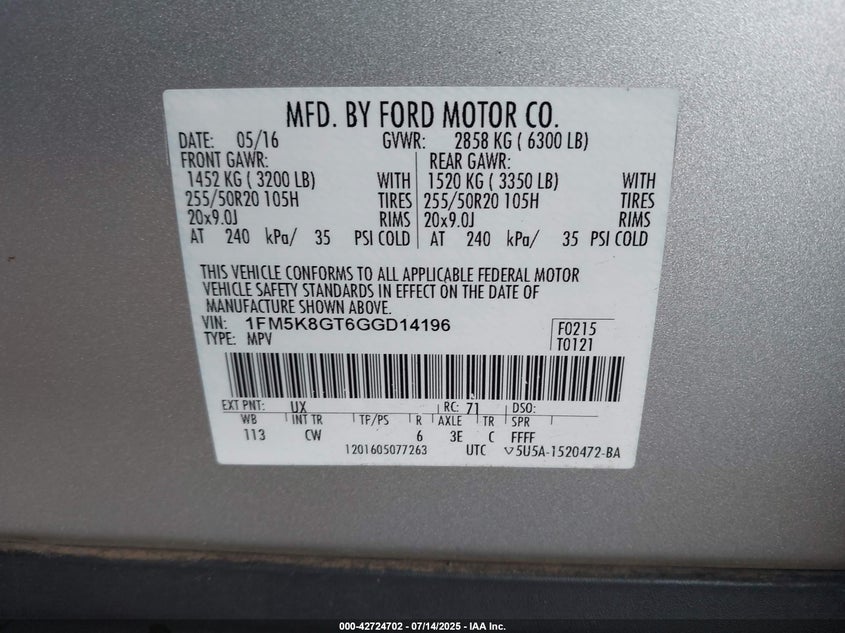 MFD. BY FORD MOTOR CO.
DATE: 05/16 GVWR: 2858 KG ( 6300 LB)
FRONT GAWR: REAR GAWR:
1452 KG ( 3200 LB) WITH 1520 KG ( 3350 LB) WITH
255/50R20 105H TIRES 255/50R20 105H TIRES
20x9.0J RIMS 20x9.0J RIMS
AT 240 kPa/ 35 PSI COLD AT 240 kPa/ 35 PSI COLD
THIS VEHICLE CONFORMS TO ALL APPLICABLE FEDERAL MOTOR
VEHICLE SAFETY STANDARDS IN EFFECT ON THE DATE OF
MANUFACTURE SHOWN ABOVE.
VIN: 1FM5K8GT6GGD14196 F0215
TYPE: MPV T0121
EXT PNT: UX RC: 71 DSO:
WB INT TR TP/PS R AXLE TR SPR
113 CW 6 3E C FFFF
1201605077263 UTC V5U5A-1520472-BA
000-42724702 - 07/14/2025 - IAA Inc.